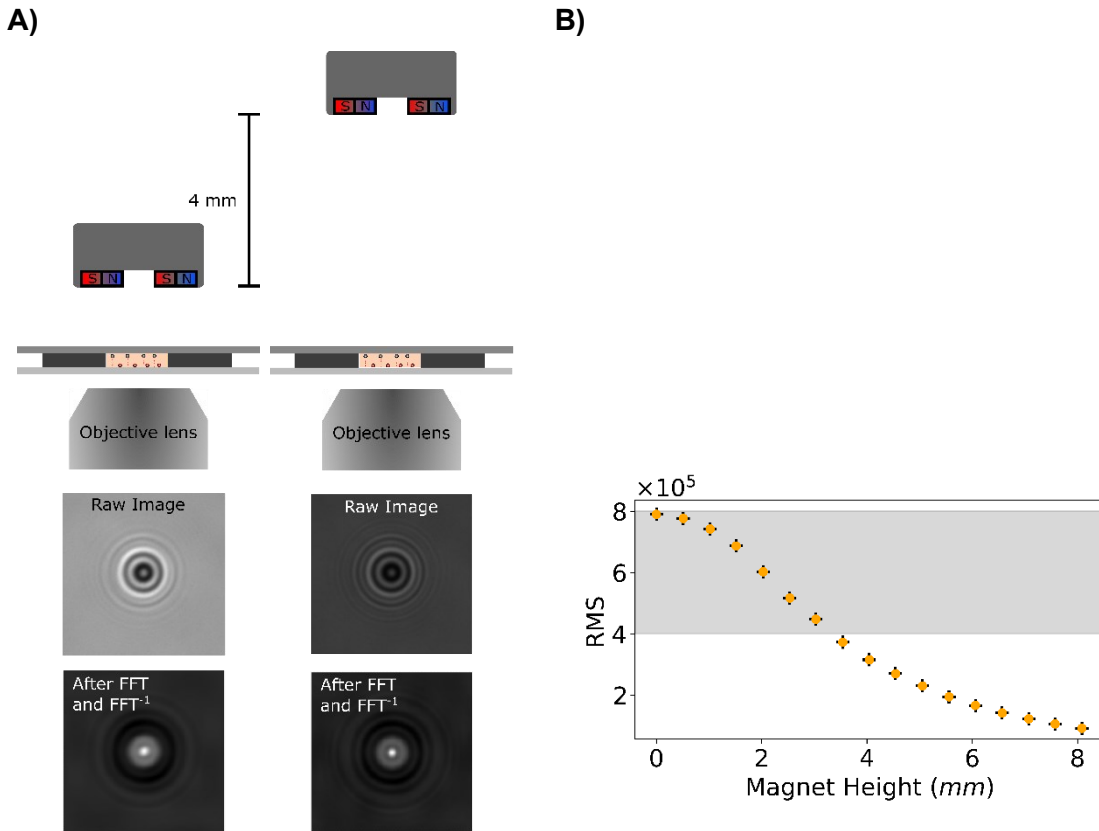 A)
B)
S N S N
4 mm
S N S N
Objective lens
Objective lens
Raw Image
Raw Image
After FFT
and FFT⁻¹
After FFT
and FFT⁻¹
×10⁵
8
6
4
2
RMS
0 2 4 6 8
Magnet Height (mm)